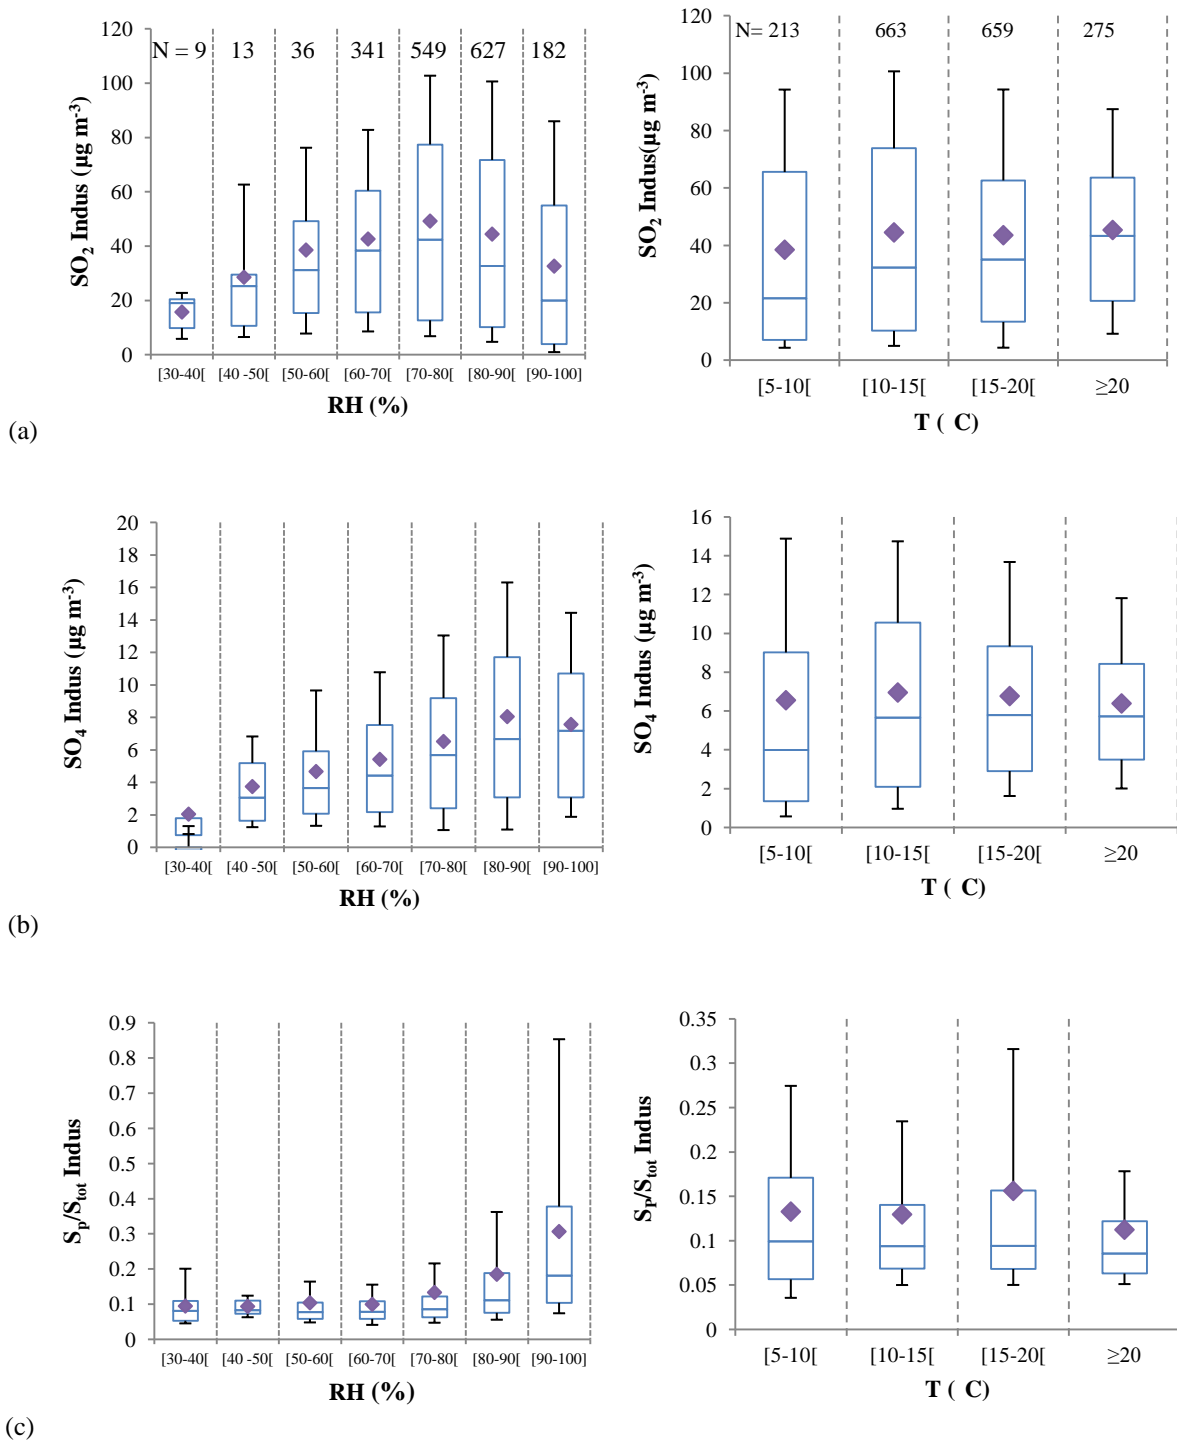 120
100
80
60
40
20
0
SO2 Indus (µg m-3)
N = 9 13 36 341 549 627 182
[30-40[ [40 -50[ [50-60[ [60-70[ [70-80[ [80-90[ [90-100]
RH (%)
120
100
80
60
40
20
0
SO2 Indus(µg m-3)
N= 213 663 659 275
[5-10[ [10-15[ [15-20[ ≥20
T ( C)
(a)
20
18
16
14
12
10
8
6
4
2
0
SO4 Indus (µg m-3)
[30-40[ [40 -50[ [50-60[ [60-70[ [70-80[ [80-90[ [90-100]
RH (%)
16
14
12
10
8
6
4
2
0
SO4 Indus (µg m-3)
[5-10[ [10-15[ [15-20[ ≥20
T ( C)
(b)
0.9
0.8
0.7
0.6
0.5
0.4
0.3
0.2
0.1
0
Sp/Stot Indus
[30-40[ [40 -50[ [50-60[ [60-70[ [70-80[ [80-90[ [90-100]
RH (%)
0.35
0.3
0.25
0.2
0.15
0.1
0.05
0
SP/Stot Indus
[5-10[ [10-15[ [15-20[ ≥20
T ( C)
(c)